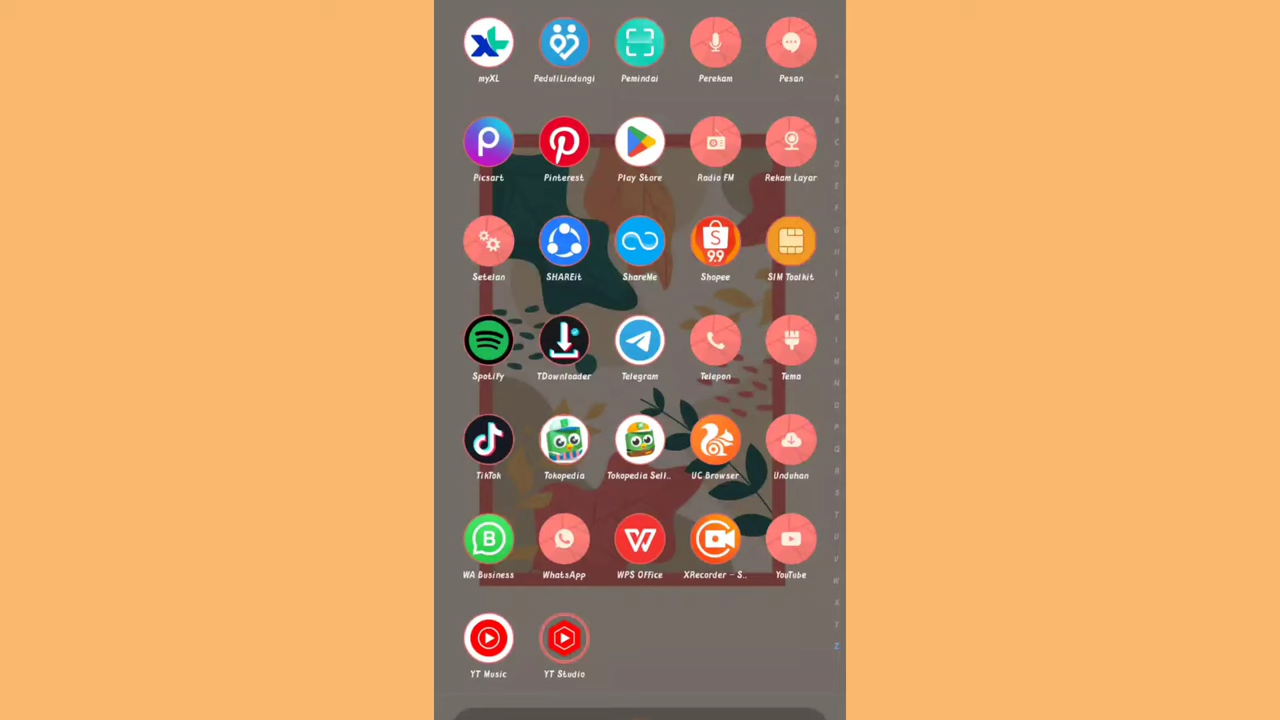 myXL PeduliLindungi Pemindai Perekam Pesan
Picsart Pinterest Play Store Radio FM Rekam Layar
S
9.9
Setelan SHAREit ShareMe Shopee SIM Toolkit
Spotify TDownloader Telegram Telepon Tema
TikTok Tokopedia Tokopedia Sell.. UC Browser Unduhan
B
WA Business WhatsApp WPS Office XRecorder - S.. YouTube
YT Music YT Studio